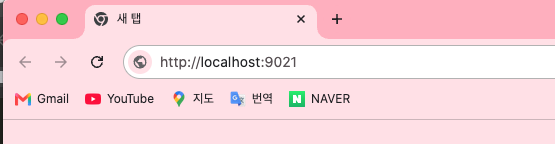 새 탭
http://localhost:9021
Gmail YouTube 지도 번역 NAVER